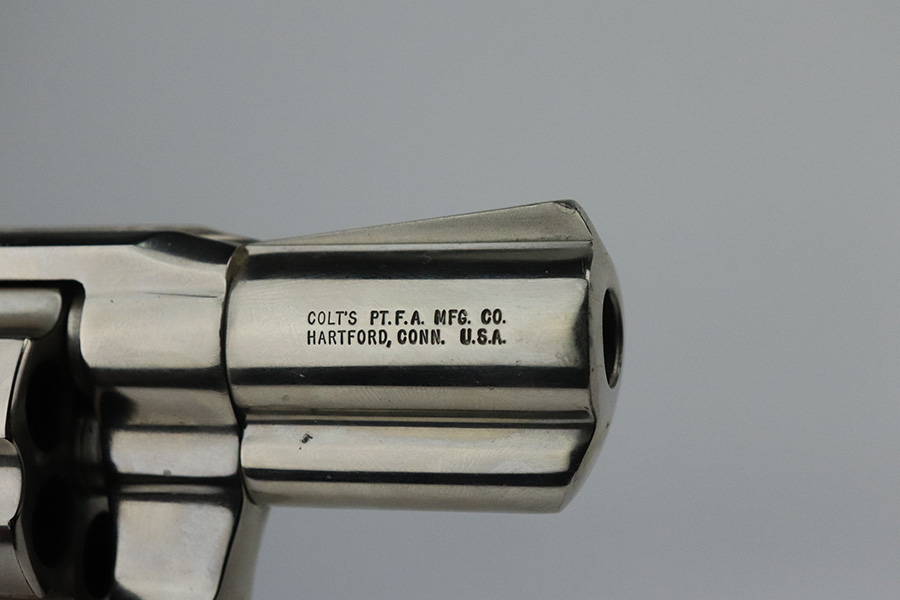 COLT'S PT. F.A. MFG. CO.
HARTFORD, CONN. U.S.A.